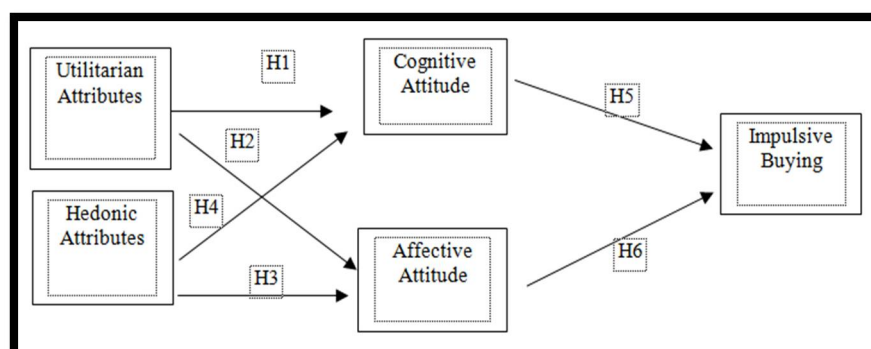 Utilitarian
Attributes
H1
Cognitive
Attitude
H5
H2
Impulsive
Buying
Hedonic
Attributes
H4
H3
Affective
Attitude
H6